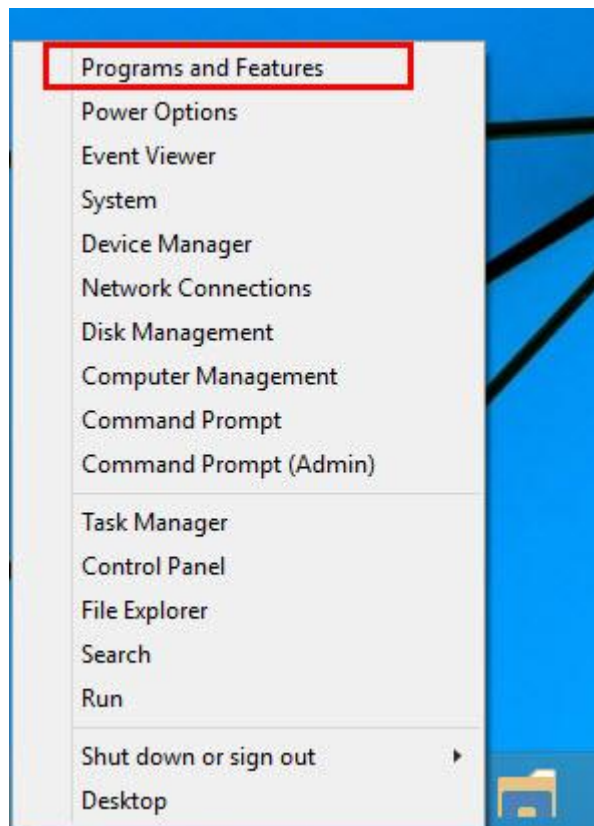 Programs and Features
Power Options
Event Viewer
System
Device Manager
Network Connections
Disk Management
Computer Management
Command Prompt
Command Prompt (Admin)
Task Manager
Control Panel
File Explorer
Search
Run
Shut down or sign out
Desktop